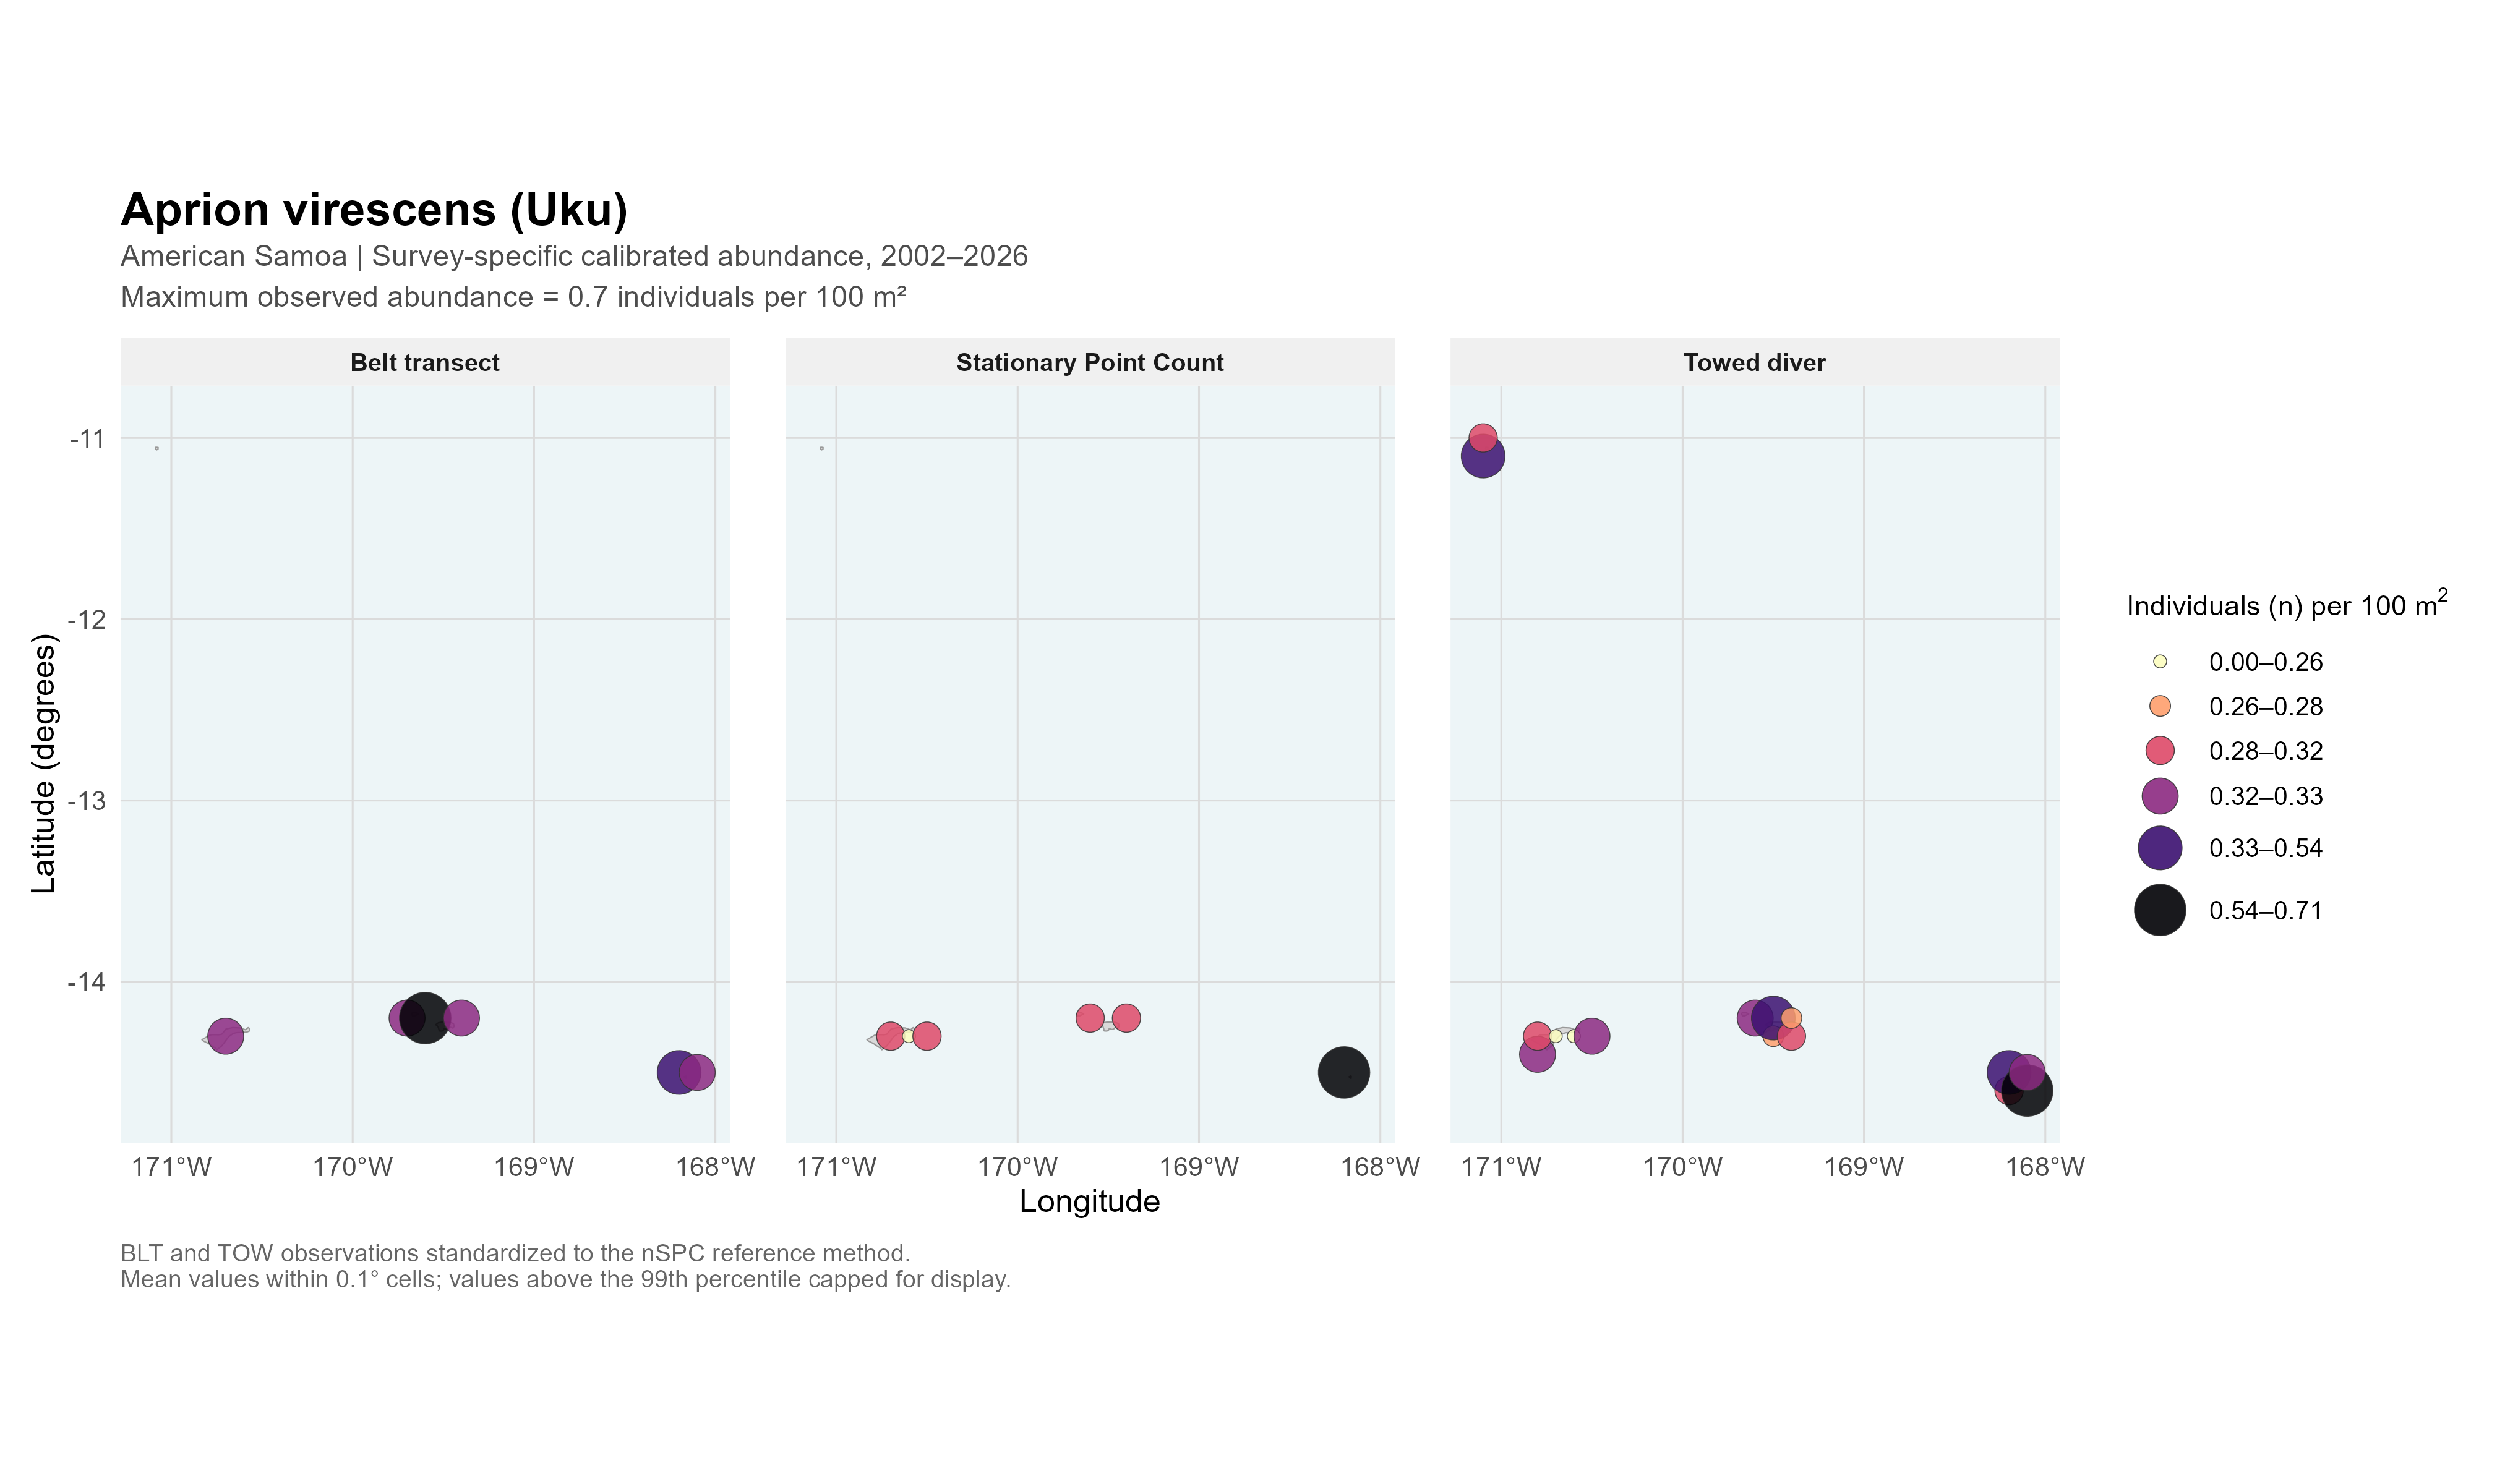 Aprion virescens (Uku)
American Samoa | Survey-specific calibrated abundance, 2002–2026
Maximum observed abundance = 0.7 individuals per 100 m²
Belt transect
Stationary Point Count
Towed diver
Latitude (degrees)
-11
-12
-13
-14
171°W 170°W 169°W 168°W
171°W 170°W 169°W 168°W
171°W 170°W 169°W 168°W
Longitude
Individuals (n) per 100 m²
0.00–0.26
0.26–0.28
0.28–0.32
0.32–0.33
0.33–0.54
0.54–0.71
BLT and TOW observations standardized to the nSPC reference method.
Mean values within 0.1° cells; values above the 99th percentile capped for display.